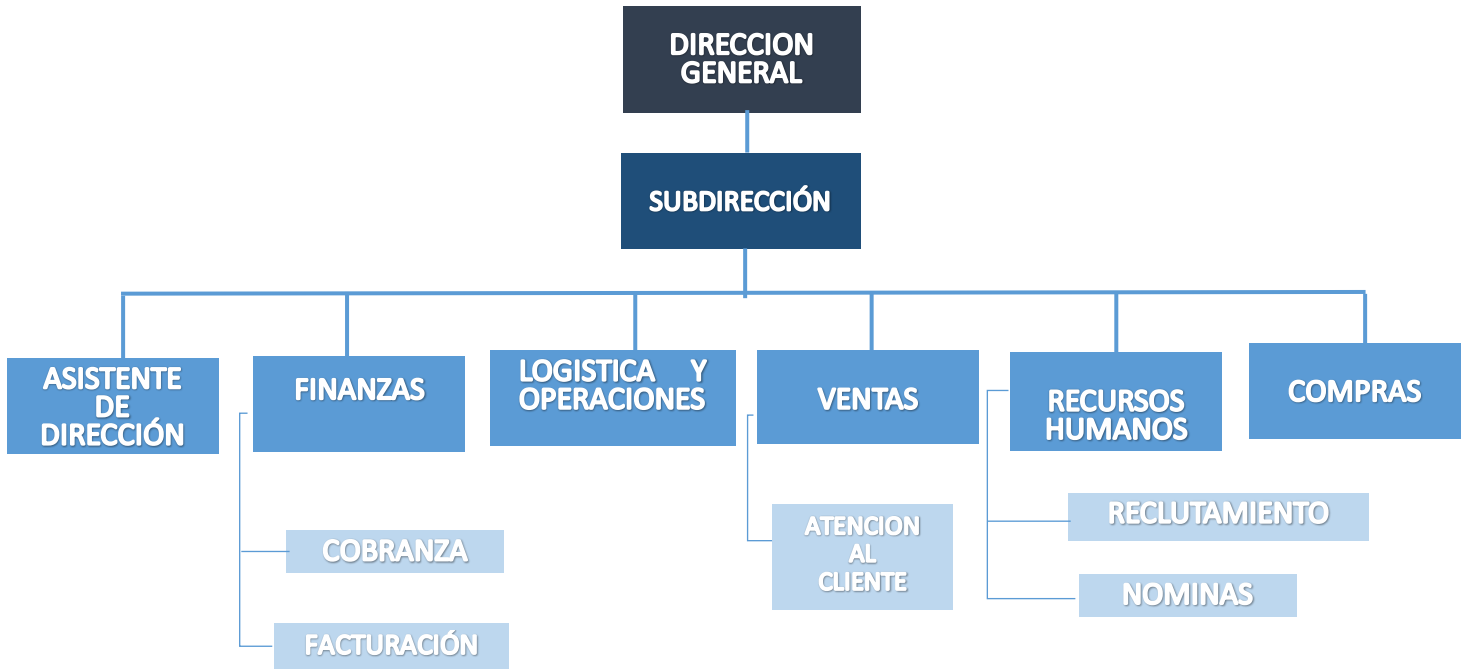 DIRECCION
GENERAL
SUBDIRECCIÓN
ASISTENTE
DE
DIRECCIÓN
FINANZAS
LOGISTICA Y
OPERACIONES
VENTAS
RECURSOS
HUMANOS
COMPRAS
COBRANZA
FACTURACIÓN
ATENCION
AL
CLIENTE
RECLUTAMIENTO
NOMINAS